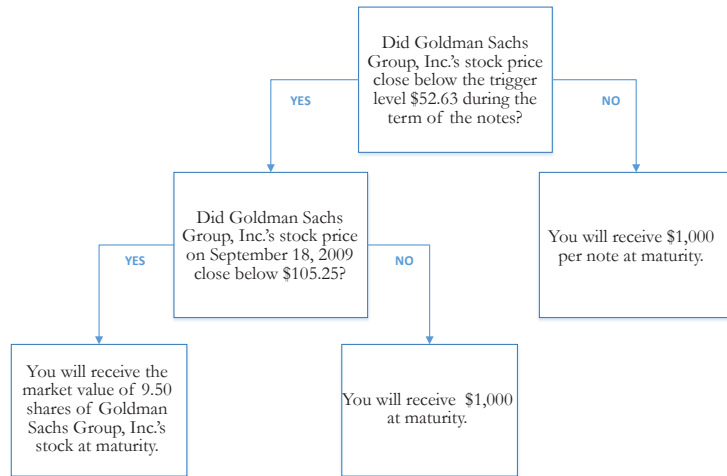 Did Goldman Sachs
Group, Inc.'s stock price
close below the trigger
level $52.63 during the
term of the notes?
YES
NO
Did Goldman Sachs
Group, Inc.'s stock price
on September 18, 2009
close below $105.25?
You will receive $1,000
per note at maturity.
YES
NO
You will receive the
market value of 9.50
shares of Goldman
Sachs Group, Inc.'s
stock at maturity.
You will receive $1,000
at maturity.